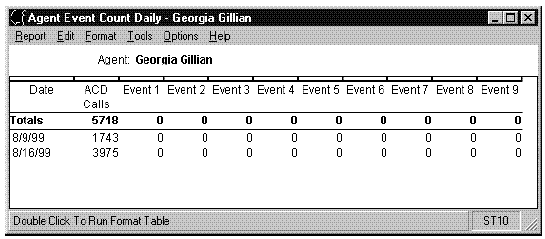 Agent Event Count Daily - Georgia Gillian
Report Edit Format Tools Options Help
Agent: Georgia Gillian
Date ACD Calls Event 1 Event 2 Event 3 Event 4 Event 5 Event 6 Event 7 Event 8 Event 9
Totals 5718 0 0 0 0 0 0 0 0 0
8/9/99 1743 0 0 0 0 0 0 0 0 0
8/16/99 3975 0 0 0 0 0 0 0 0 0
Double Click To Run Format Table ST10